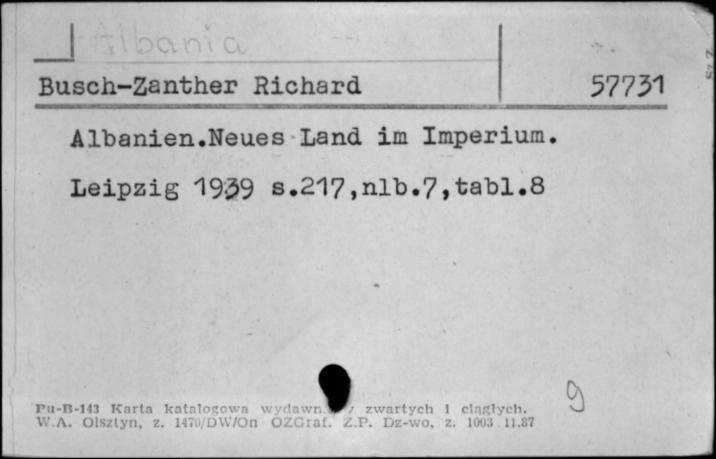 Albania
Busch-Zanther Richard 57731
Albanien.Neues Land im Imperium.
Leipzig 1939 s.217,nlb.7,tabl.8
g
Pu-B-143 Karta katalogowa zwartych i ciągłych.
W.A. Olsztyn, z. 1470/DW/On OZGraf. Z.P. Dz-wo, z. 1003 11.87